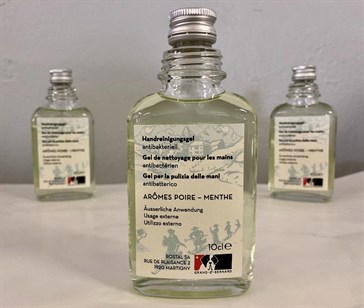 Handreinigungsgel
antibakteriell
Gel de nettoyage pour les mains
antibactérien
Gel per la pulizia delle mani
antibatterico
ARÔMES POIRE – MENTHE
Äusserliche Anwendung
Usage externe
Utilizzo esterno
10cl ℮
ROSTAL SA
RUE DE PLAISANCE 2
1920 MARTIGNY
GRAND-ST-BERNARD